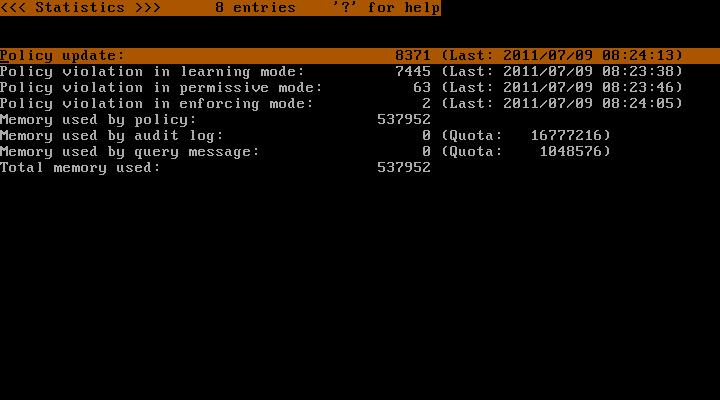 <<< Statistics >>>      8 entries    '?' for help
Policy update:                              8371 (Last: 2011/07/09 08:24:13)
Policy violation in learning mode:          7445 (Last: 2011/07/09 08:23:38)
Policy violation in permissive mode:          63 (Last: 2011/07/09 08:23:46)
Policy violation in enforcing mode:            2 (Last: 2011/07/09 08:24:05)
Memory used by policy:                    537952
Memory used by audit log:                      0 (Quota:   16777216)
Memory used by query message:                  0 (Quota:    1048576)
Total memory used:                        537952